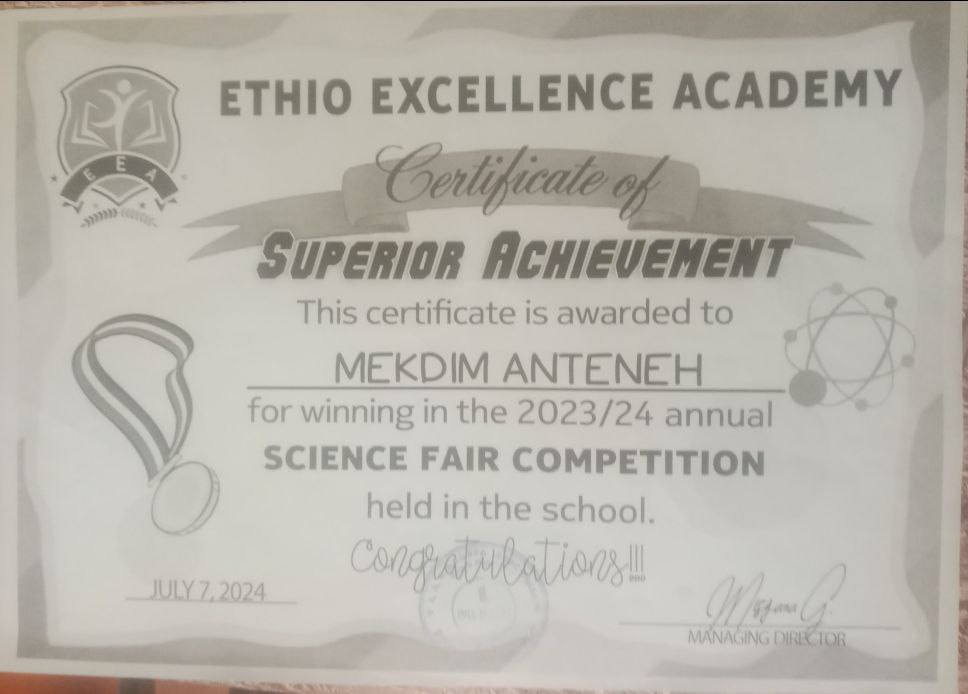 ETHIO EXCELLENCE ACADEMY
EEA
Certificate of
SUPERIOR ACHIEVEMENT
This certificate is awarded to
MEKDIM ANTENEH
for winning in the 2023/24 annual
SCIENCE FAIR COMPETITION
held in the school.
Congratulations!!!
JULY 7, 2024
MANAGING DIRECTOR